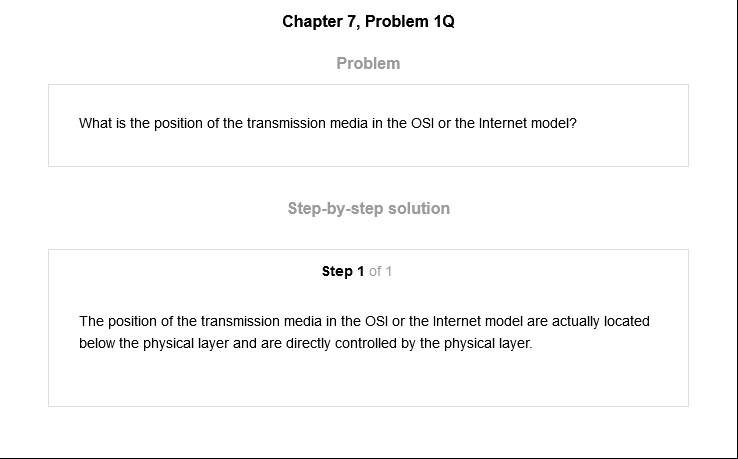 Chapter 7, Problem 1Q
Problem
What is the position of the transmission media in the OSI or the Internet model?
Step-by-step solution
Step 1 of 1
The position of the transmission media in the OSI or the Internet model are actually located
below the physical layer and are directly controlled by the physical layer.